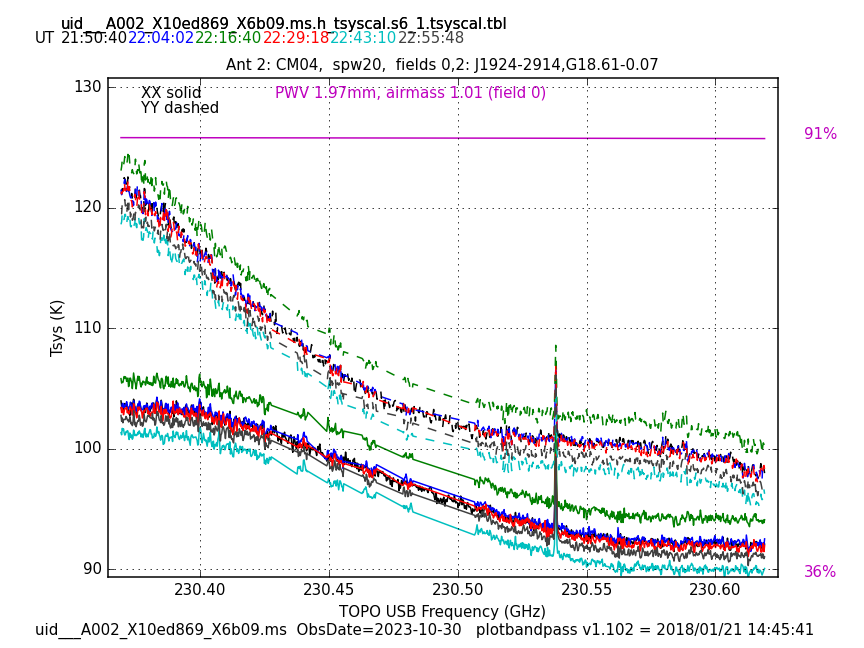 uid___A002_X10ed869_X6b09.ms.h_tsyscal.s6_1.tsyscal.tbl
UT 21:50:40 22:04:02 22:16:40 22:29:18 22:43:10 22:55:48
Ant 2: CM04,  spw20,  fields 0,2: J1924-2914,G18.61-0.07
130
XX solid
PWV 1.97mm, airmass 1.01 (field 0)
YY dashed
91%
120
110
Tsys (K)
100
90
36%
230.40 230.45 230.50 230.55 230.60
TOPO USB Frequency (GHz)
uid___A002_X10ed869_X6b09.ms  ObsDate=2023-10-30   plotbandpass v1.102 = 2018/01/21 14:45:41